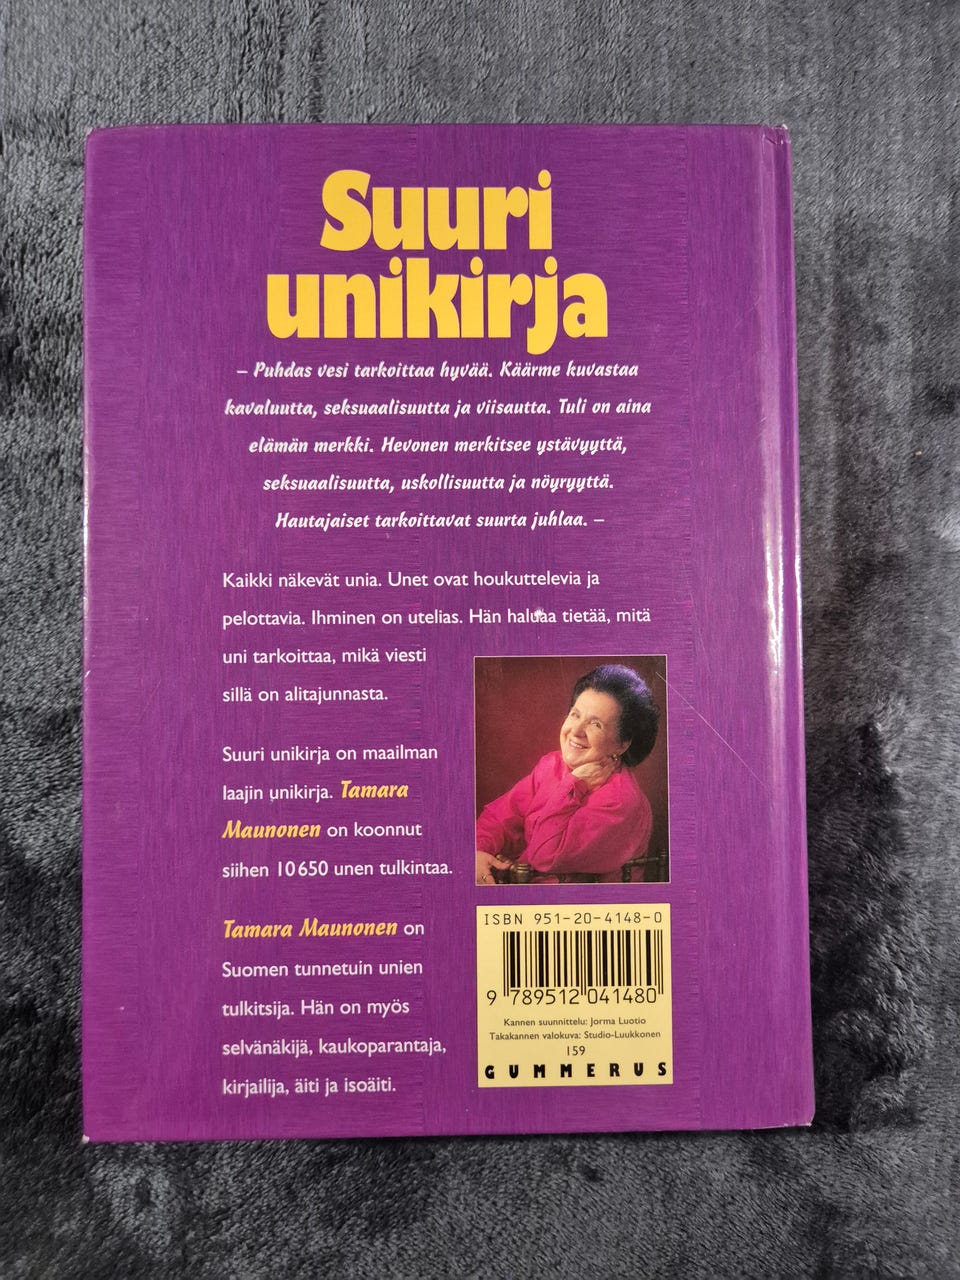 Suuri
unikirja
– Puhdas vesi tarkoittaa hyvää. Käärme kuvastaa
kavaluutta, seksuaalisuutta ja viisautta. Tuli on aina
elämän merkki. Hevonen merkitsee ystävyyttä,
seksuaalisuutta, uskollisuutta ja nöyryyttä.
Hautajaiset tarkoittavat suurta juhlaa. –
Kaikki näkevät unia. Unet ovat houkuttelevia ja
pelottavia. Ihminen on utelias. Hän haluaa tietää, mitä
uni tarkoittaa, mikä viesti
sillä on alitajunnasta.
Suuri unikirja on maailman
laajin unikirja. Tamara
Maunonen on koonnut
siihen 10 650 unen tulkintaa.
Tamara Maunonen on
Suomen tunnetuin unien
tulkitsija. Hän on myös
selvänäkijä, kaukoparantaja,
kirjailija, äiti ja isoäiti.
ISBN 951-20-4148-0
9 789512 041480
Kannen suunnittelu: Jorma Luotio
Takakannen valokuva: Studio-Luukkonen
159
GUMMERUS